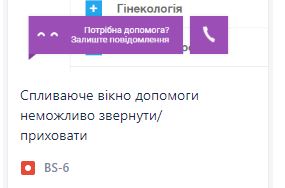 Гінекологія
Потрібна допомога?
Залиште повідомлення
Спливаюче вікно допомоги
неможливо звернути/
приховати
BS-6